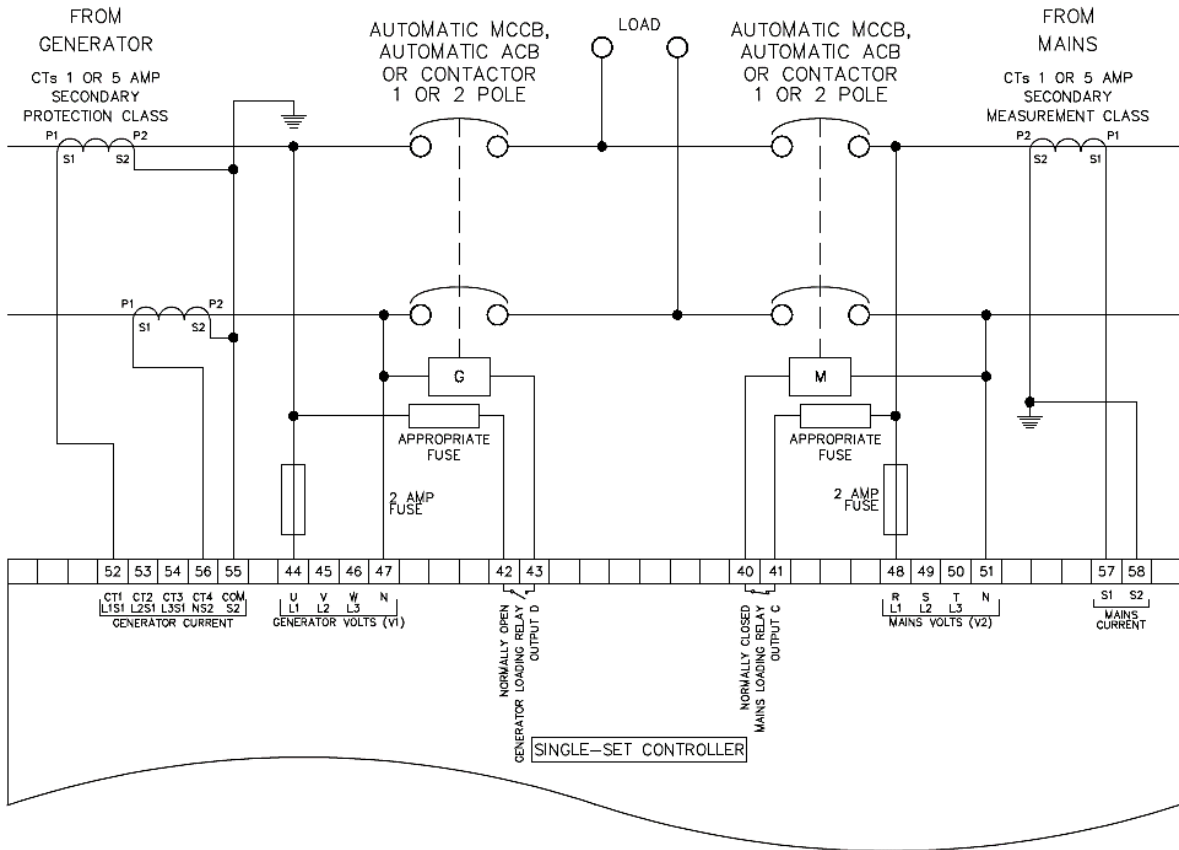 FROM
GENERATOR
CTs 1 OR 5 AMP
SECONDARY
PROTECTION CLASS
P1
P2
S1
S2
AUTOMATIC MCCB,
AUTOMATIC ACB
OR CONTACTOR
1 OR 2 POLE
LOAD
AUTOMATIC MCCB,
AUTOMATIC ACB
OR CONTACTOR
1 OR 2 POLE
FROM
MAINS
CTs 1 OR 5 AMP
SECONDARY
MEASUREMENT CLASS
P2
P1
S2
S1
P1
P2
S1
S2
G
M
APPROPRIATE
FUSE
APPROPRIATE
FUSE
2 AMP
FUSE
2 AMP
FUSE
52 53 54 56 55 44 45 46 47 42 43 40 41 48 49 50 51 57 58
CT1 CT2 CT3 CT4 COM
L1S1 L2S1 L3S1 NS2 S2
GENERATOR CURRENT
U V W N
L1 L2 L3
GENERATOR VOLTS (V1)
NORMALLY OPEN
GENERATOR LOADING RELAY
OUTPUT D
NORMALLY CLOSED
MAINS LOADING RELAY
OUTPUT C
R S T N
L1 L2 L3
MAINS VOLTS (V2)
S1 S2
MAINS
CURRENT
SINGLE-SET CONTROLLER